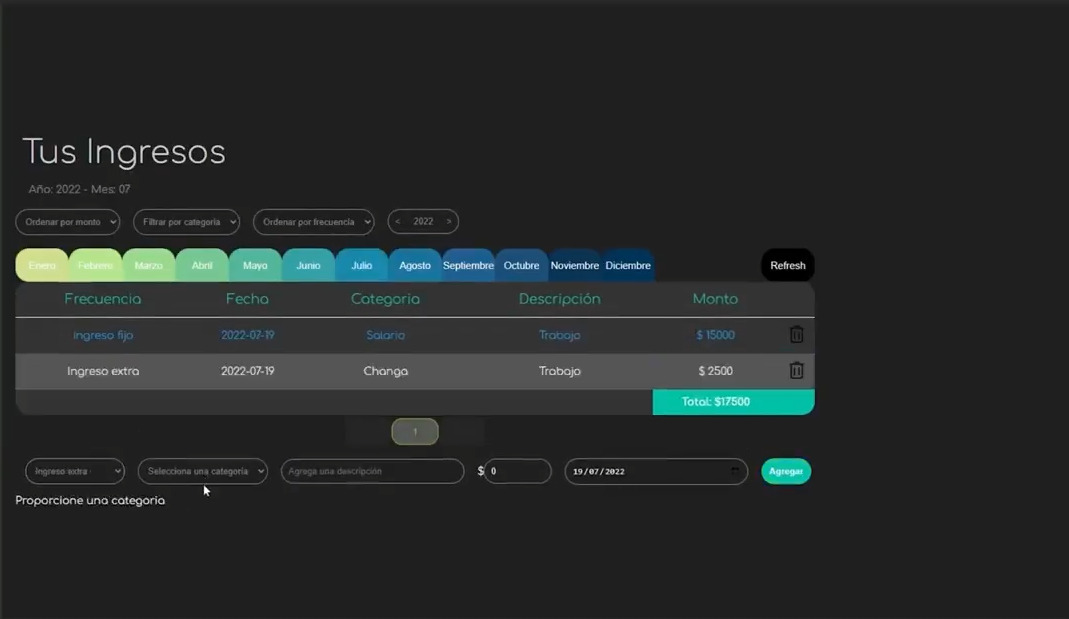 Tus Ingresos
Año: 2022 - Mes: 07
Ordenar por monto Filtrar por categoria Ordenar por frecuencia < 2022 >
Enero Febrero Marzo Abril Mayo Junio Julio Agosto Septiembre Octubre Noviembre Diciembre Refresh
Frecuencia Fecha Categoria Descripción Monto
Ingreso fijo 2022-07-19 Salario Trabajo $ 15000
Ingreso extra 2022-07-19 Changa Trabajo $ 2500
Total: $17500
1
Ingreso extra Selecciona una categoria Agrega una descripción $ 0 19/07/2022 Agregar
Proporcione una categoria